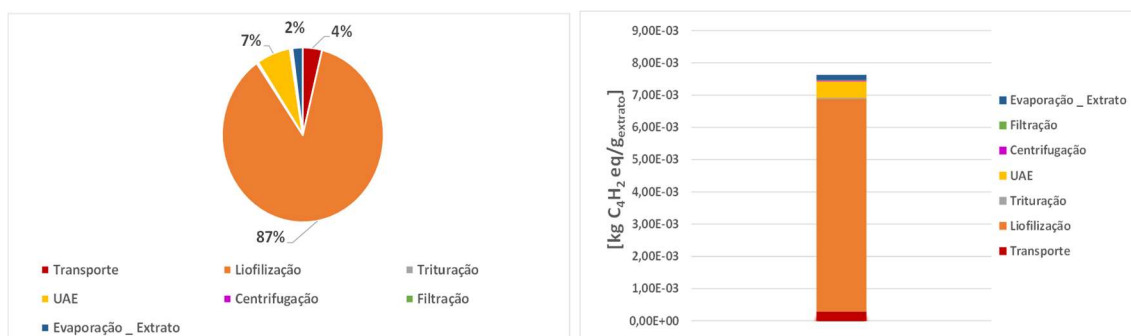 2%
4%
7%
87%
Transporte
Liofilização
Trituração
UAE
Centrifugação
Filtração
Evaporação _ Extrato
9,00E-03
8,00E-03
7,00E-03
6,00E-03
5,00E-03
4,00E-03
3,00E-03
2,00E-03
1,00E-03
0,00E+00
[kg C₄H₂ eq/gextrato]
Evaporação _ Extrato
Filtração
Centrifugação
UAE
Trituração
Liofilização
Transporte